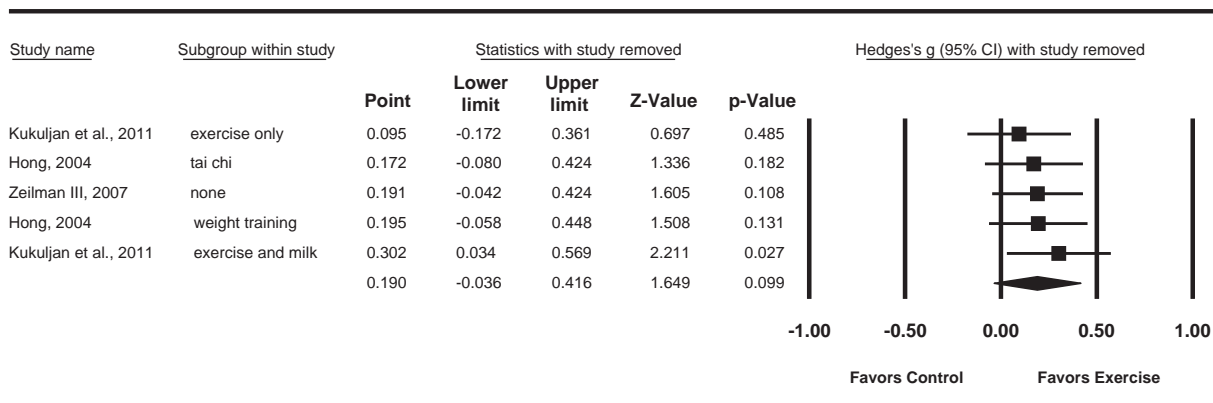 Study name Subgroup within study Statistics with study removed Hedges's g (95% CI) with study removed
Lower Upper
Point limit limit Z-Value p-Value
Kukuljan et al., 2011 exercise only 0.095 -0.172 0.361 0.697 0.485
Hong, 2004 tai chi 0.172 -0.080 0.424 1.336 0.182
Zeilman III, 2007 none 0.191 -0.042 0.424 1.605 0.108
Hong, 2004 weight training 0.195 -0.058 0.448 1.508 0.131
Kukuljan et al., 2011 exercise and milk 0.302 0.034 0.569 2.211 0.027
0.190 -0.036 0.416 1.649 0.099
-1.00 -0.50 0.00 0.50 1.00
Favors Control Favors Exercise